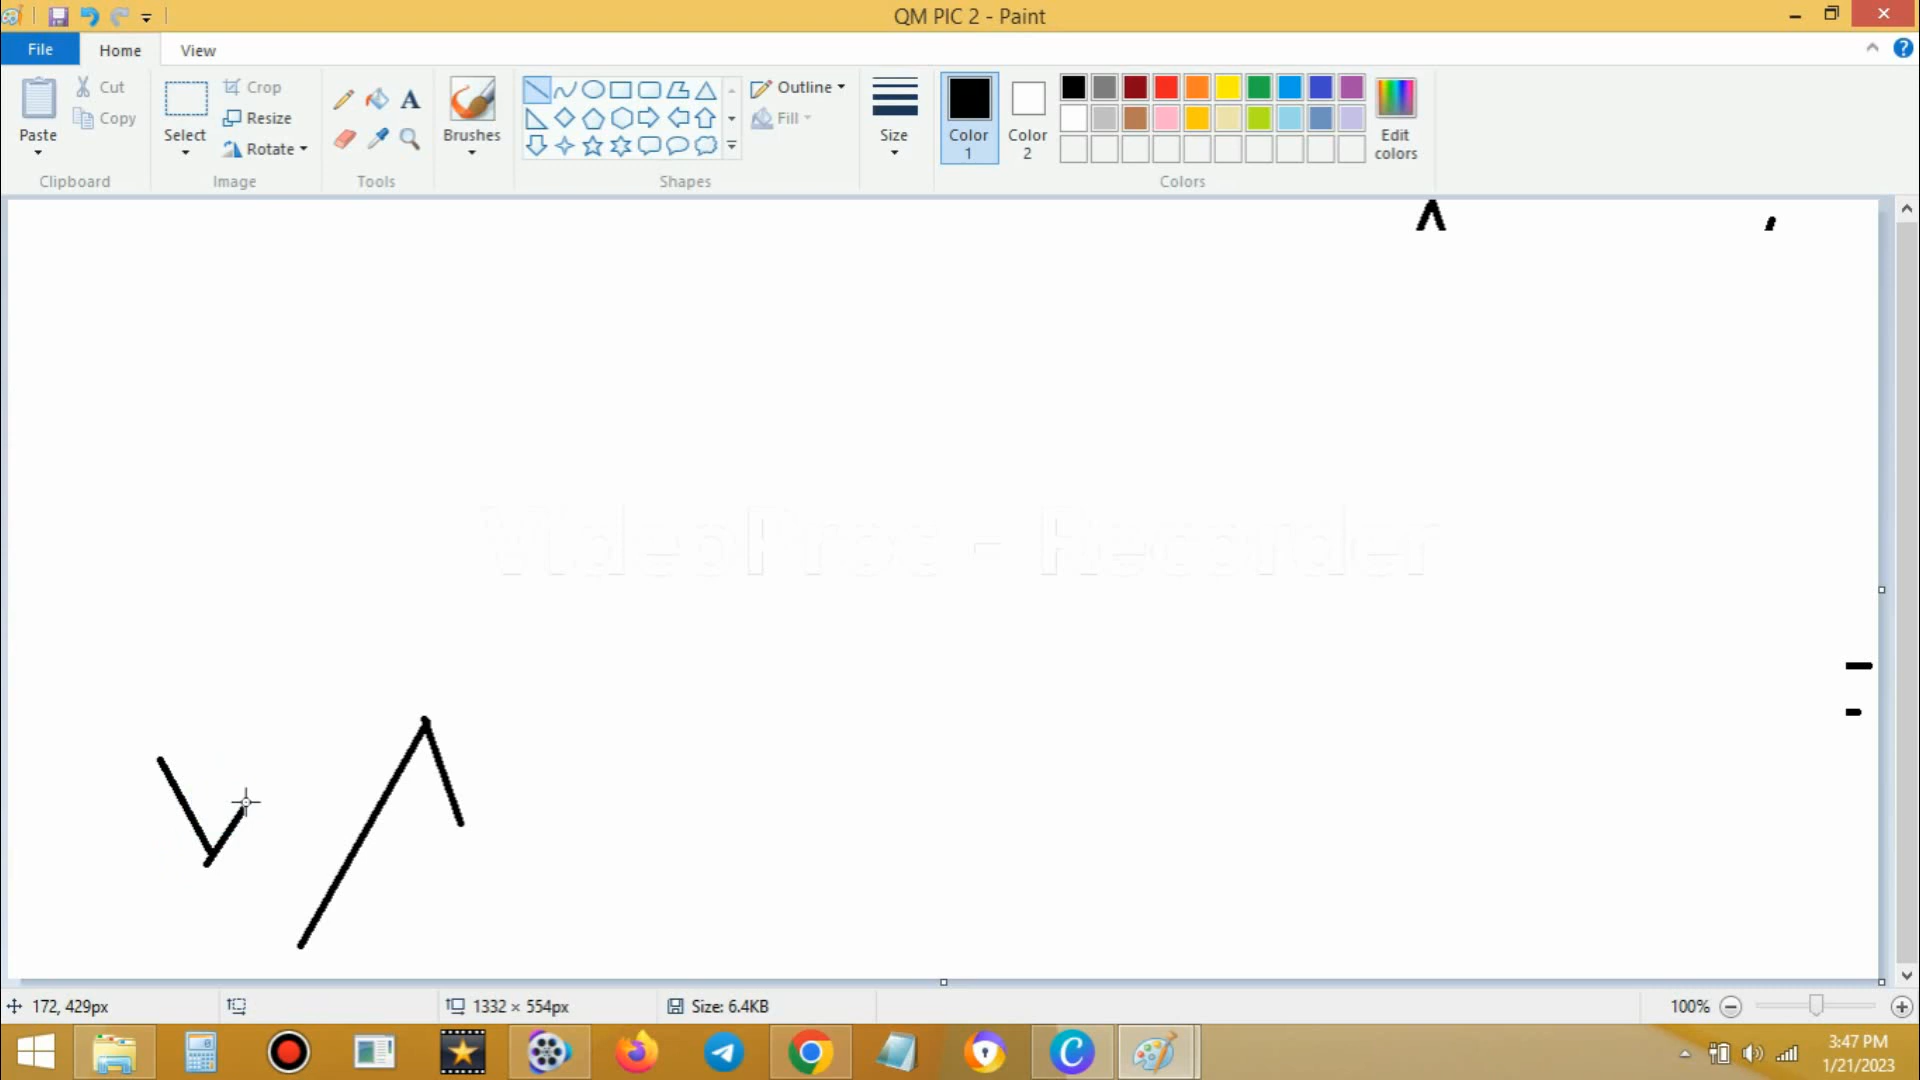 QM PIC 2 - Paint
File Home View
Paste
Cut
Copy
Clipboard
Select
Crop
Resize
Rotate
Image
Tools
Brushes
Shapes
Outline
Fill
Size
Color 1
Color 2
Edit colors
Colors
VideoProc - Recorder
172, 429px
1332 × 554px
Size: 6.4KB
100%
3:47 PM
1/21/2023